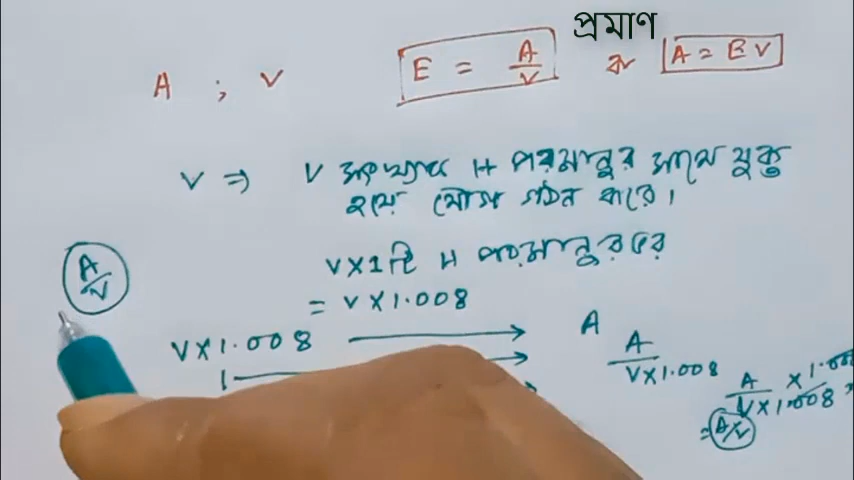 প্রমাণ
A ; V E = A/V বা A = EV
V ⇒ V সংখ্যক H পরমানুর সাথে যুক্ত
হয়ে যৌগ গঠন করে।
V×1টি H পরমানুর ভর
= V×1.008
A/V
V×1.008 → A
1 → A/V×1.008
A/V×1.008 × 1.008
= A/V